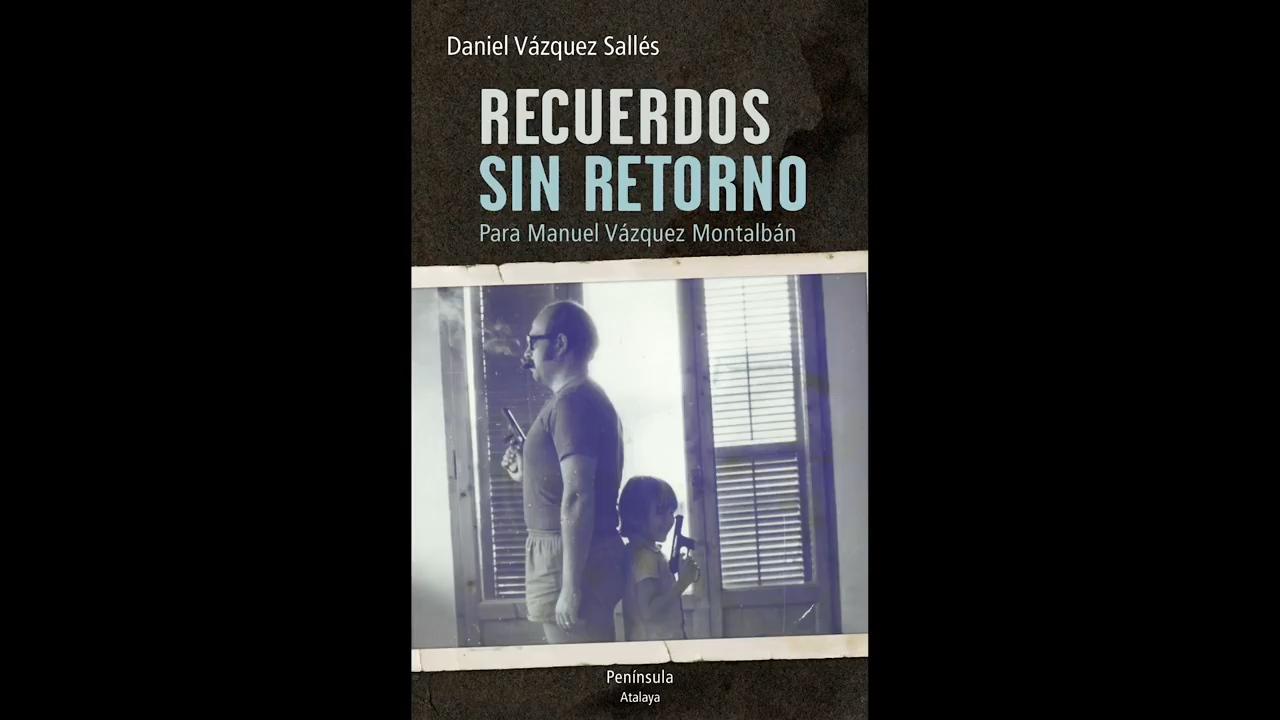 Daniel Vázquez Sallés
RECUERDOS
SIN RETORNO
Para Manuel Vázquez Montalbán
Península
Atalaya